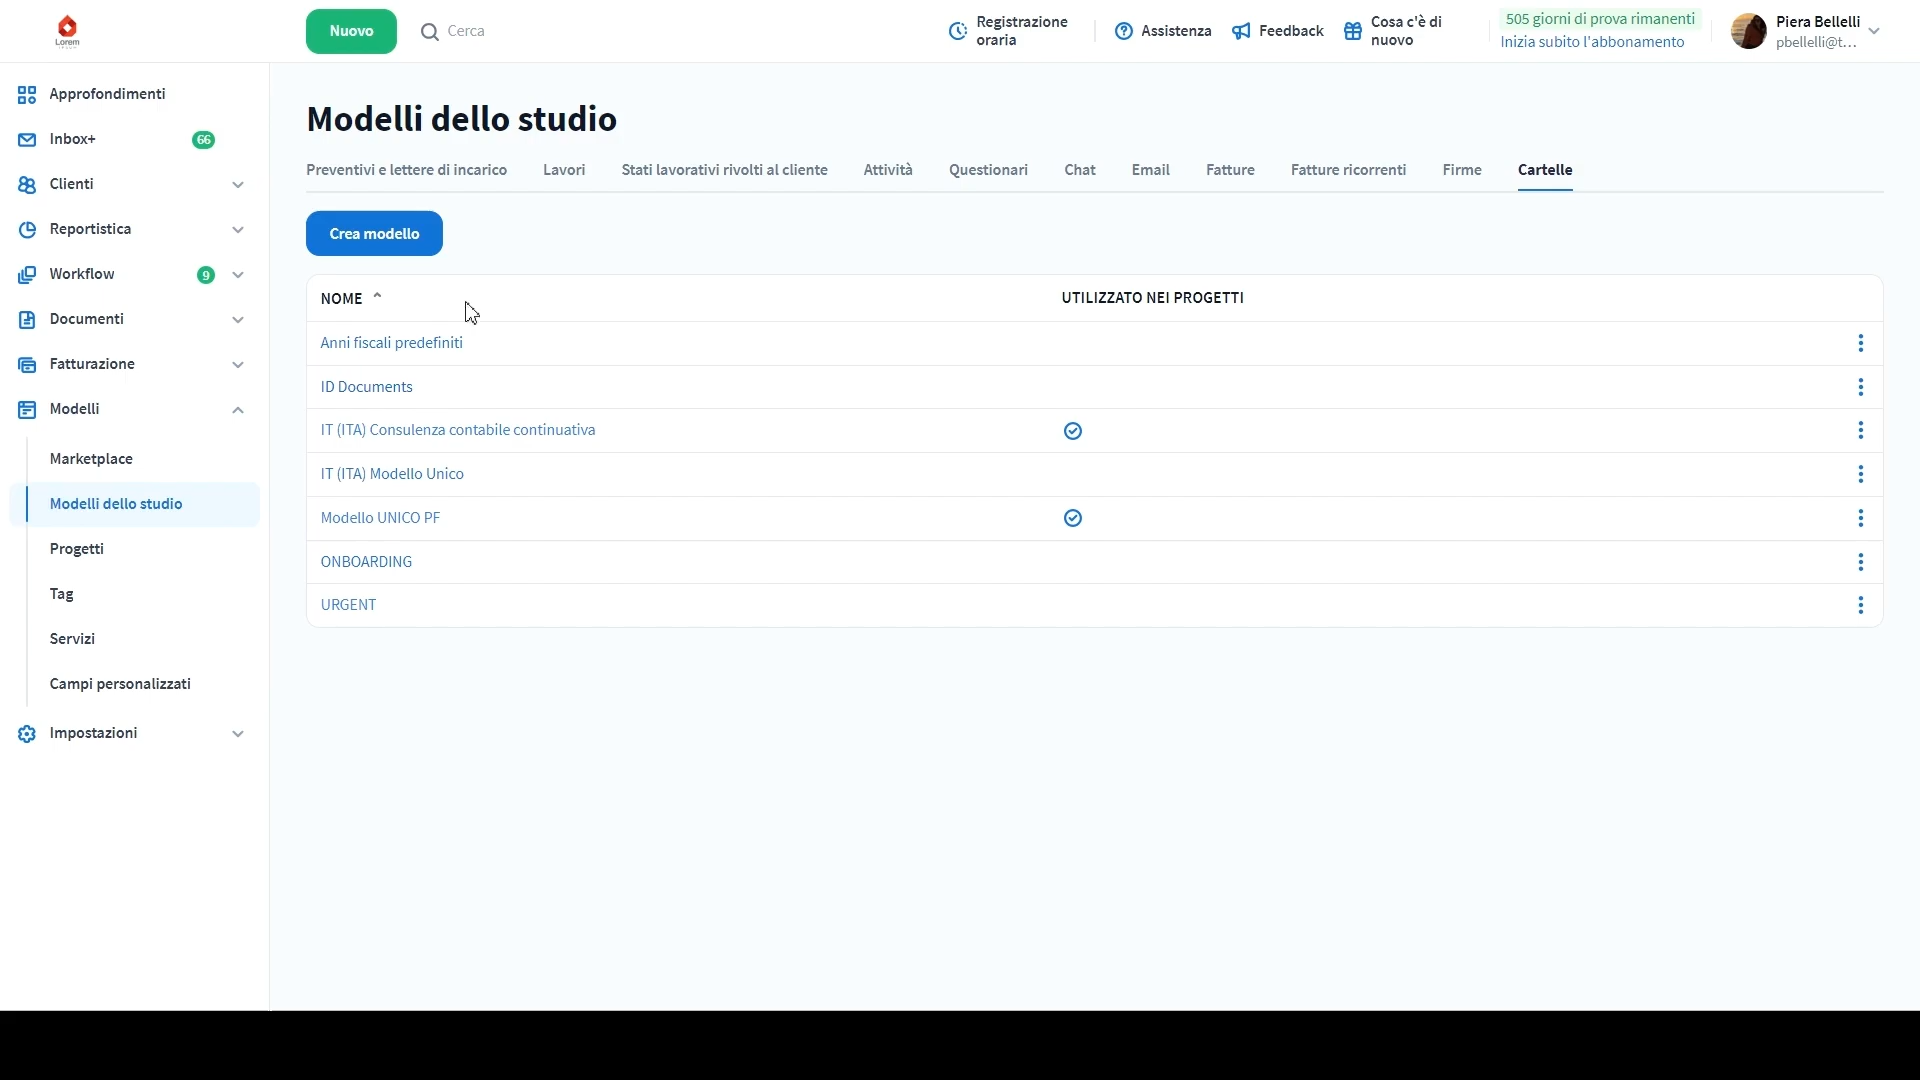 Lorem
Nuovo
Cerca
Registrazione
oraria
Assistenza
Feedback
Cosa c'è di
nuovo
505 giorni di prova rimanenti
Inizia subito l'abbonamento
Piera Bellelli
pbellelli@t...
Approfondimenti
Inbox+
66
Clienti
Reportistica
Workflow
9
Documenti
Fatturazione
Modelli
Marketplace
Modelli dello studio
Progetti
Tag
Servizi
Campi personalizzati
Impostazioni
Modelli dello studio
Preventivi e lettere di incarico
Lavori
Stati lavorativi rivolti al cliente
Attività
Questionari
Chat
Email
Fatture
Fatture ricorrenti
Firme
Cartelle
Crea modello
NOME
UTILIZZATO NEI PROGETTI
Anni fiscali predefiniti
ID Documents
IT (ITA) Consulenza contabile continuativa
IT (ITA) Modello Unico
Modello UNICO PF
ONBOARDING
URGENT